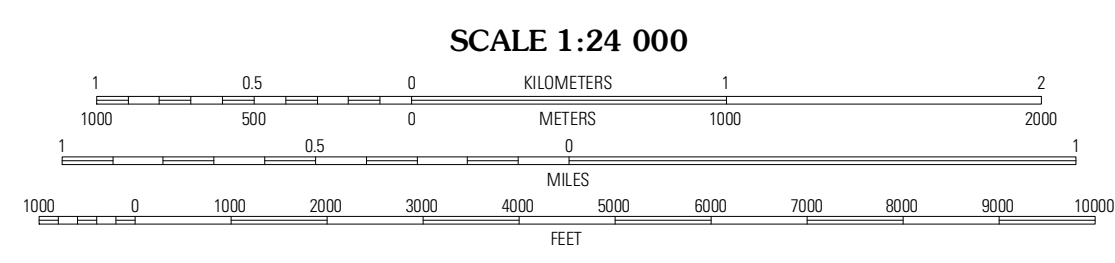 SCALE 1:24 000
1 0.5 0 KILOMETERS 1 2
1000 500 0 METERS 1000 2000
1 0.5 0 1
MILES
1000 0 1000 2000 3000 4000 5000 6000 7000 8000 9000 10000
FEET